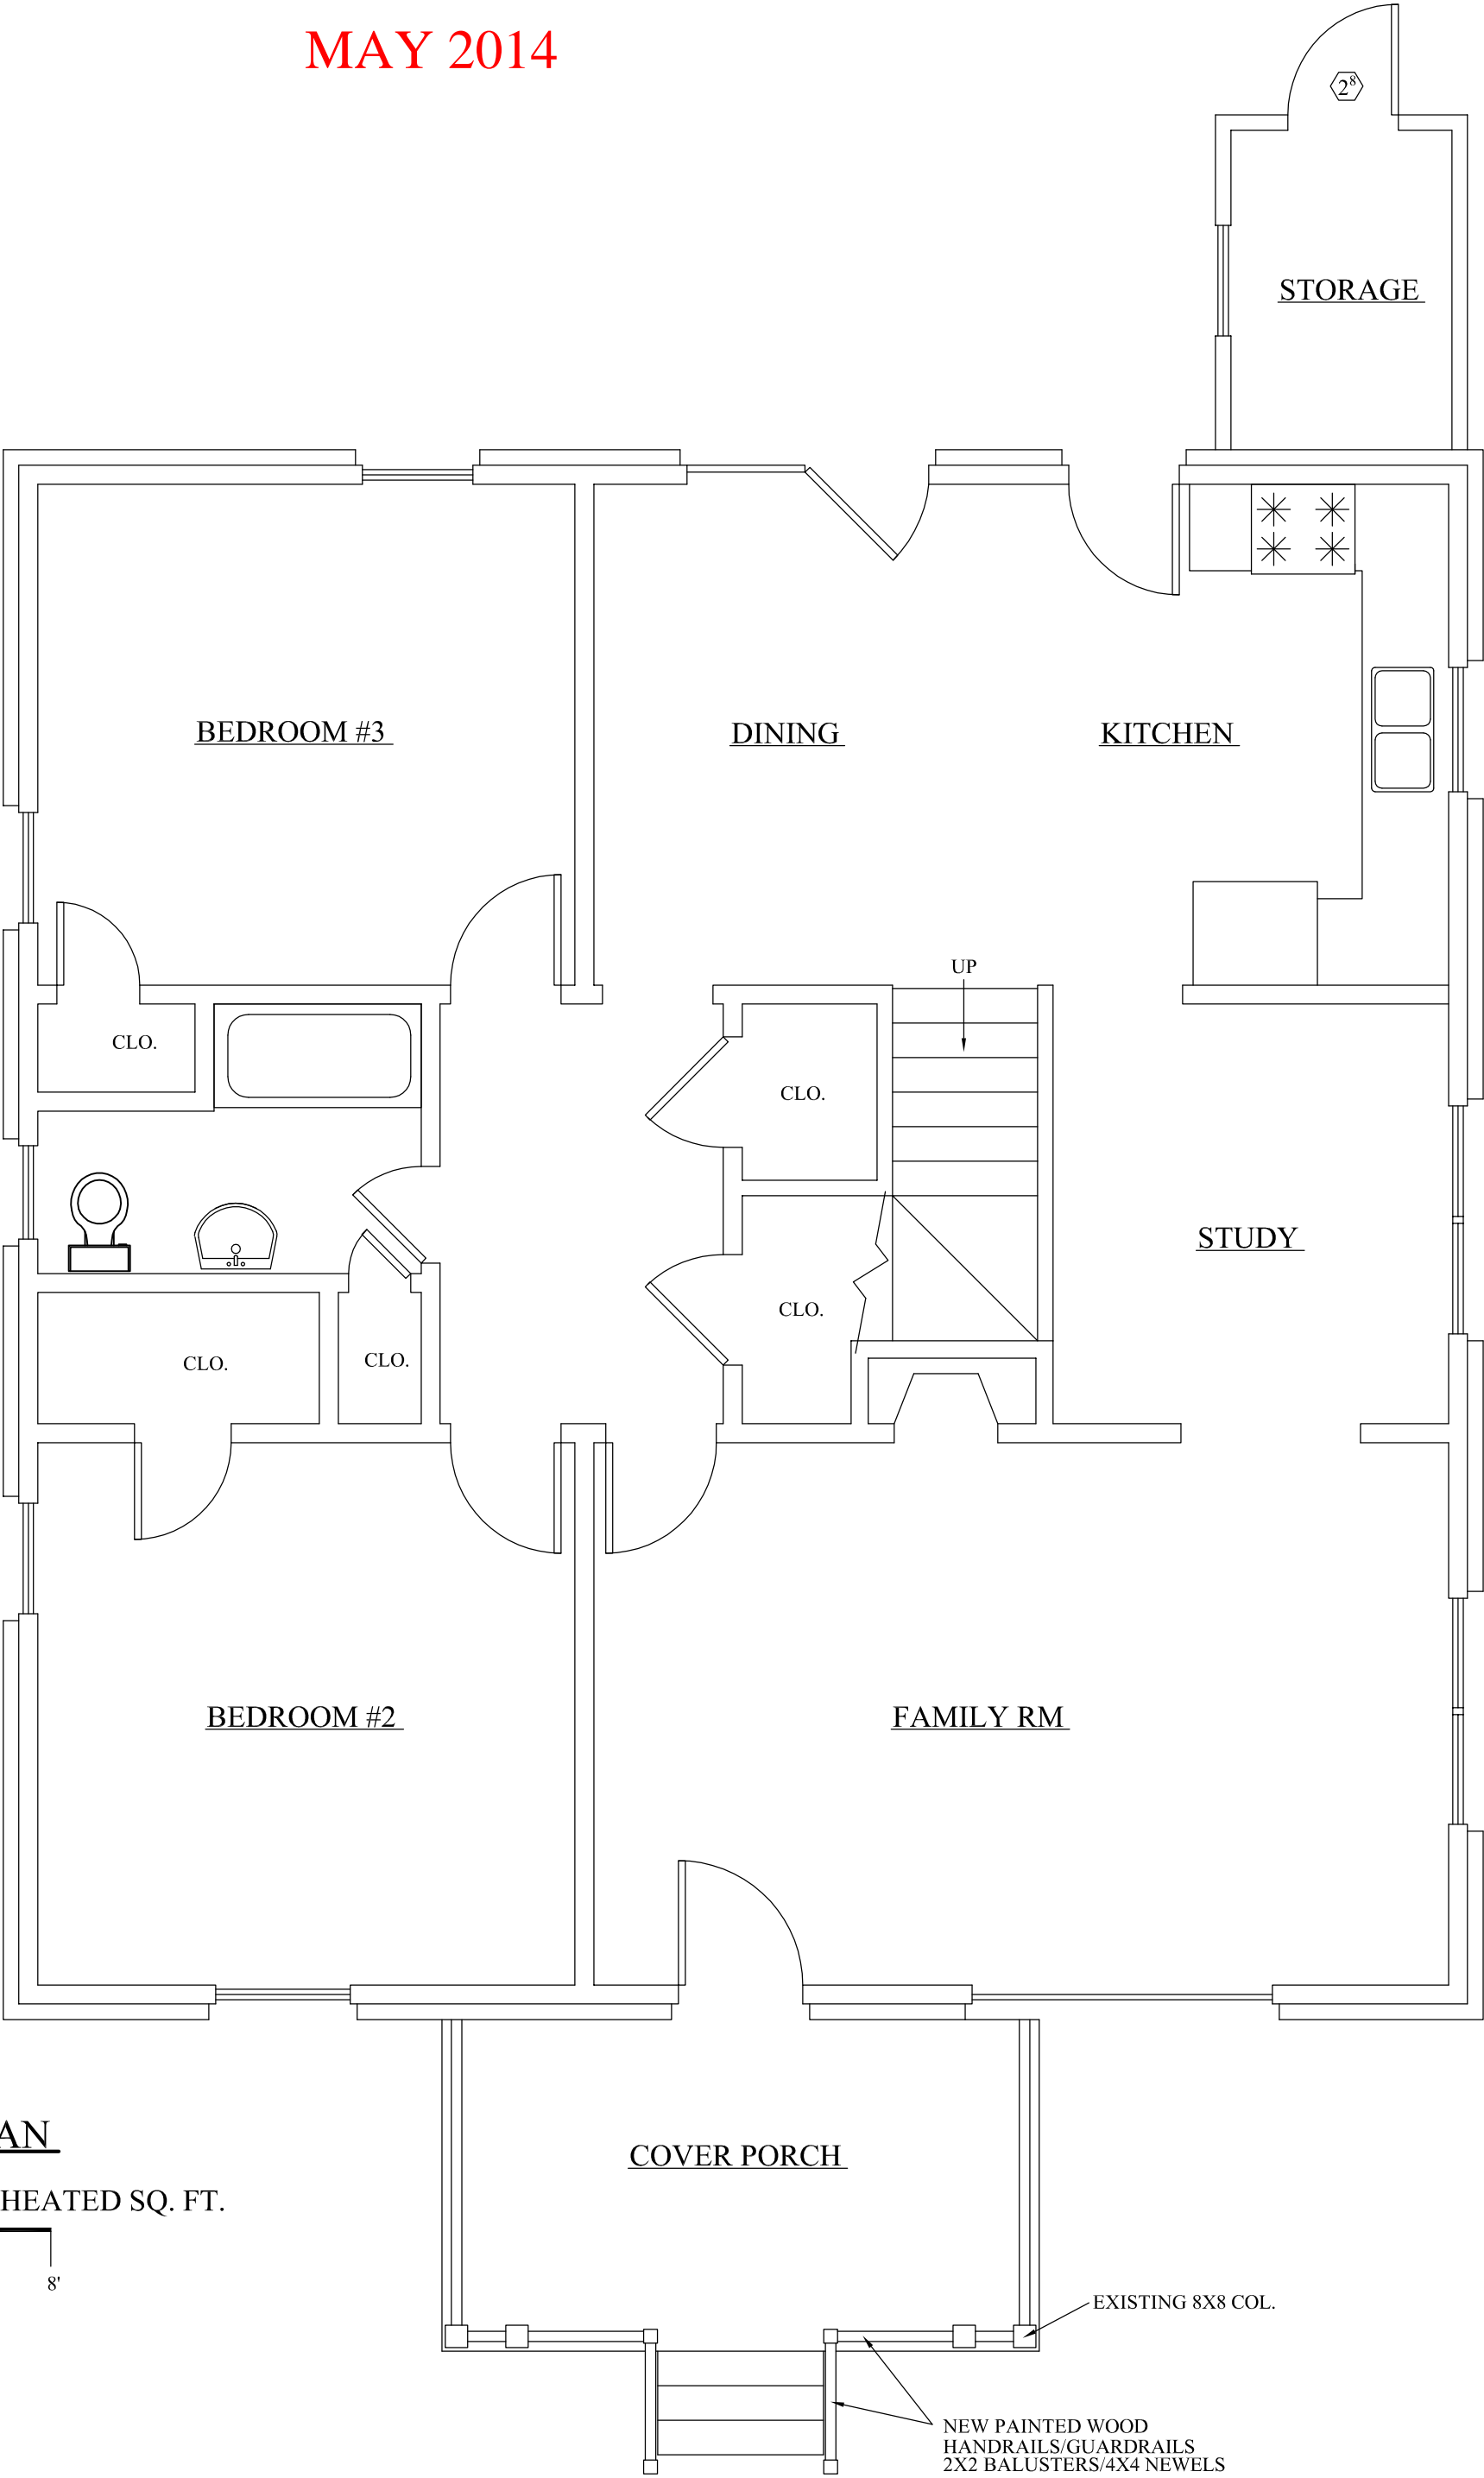 MAY 2014
2⁸
STORAGE
BEDROOM #3
DINING
KITCHEN
UP
CLO.
CLO.
STUDY
CLO.
CLO.
CLO.
BEDROOM #2
FAMILY RM
AN
COVER PORCH
HEATED SQ. FT.
8'
EXISTING 8X8 COL.
NEW PAINTED WOOD
HANDRAILS/GUARDRAILS
2X2 BALUSTERS/4X4 NEWELS